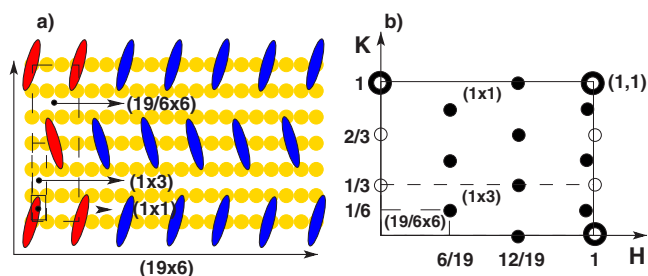 a)
(19/6x6)
(1x3)
(1x1)
(19x6)
b)
K
1
(1,1)
(1x1)
2/3
1/3
(1x3)
1/6
(19/6x6)
6/19 12/19 1 H